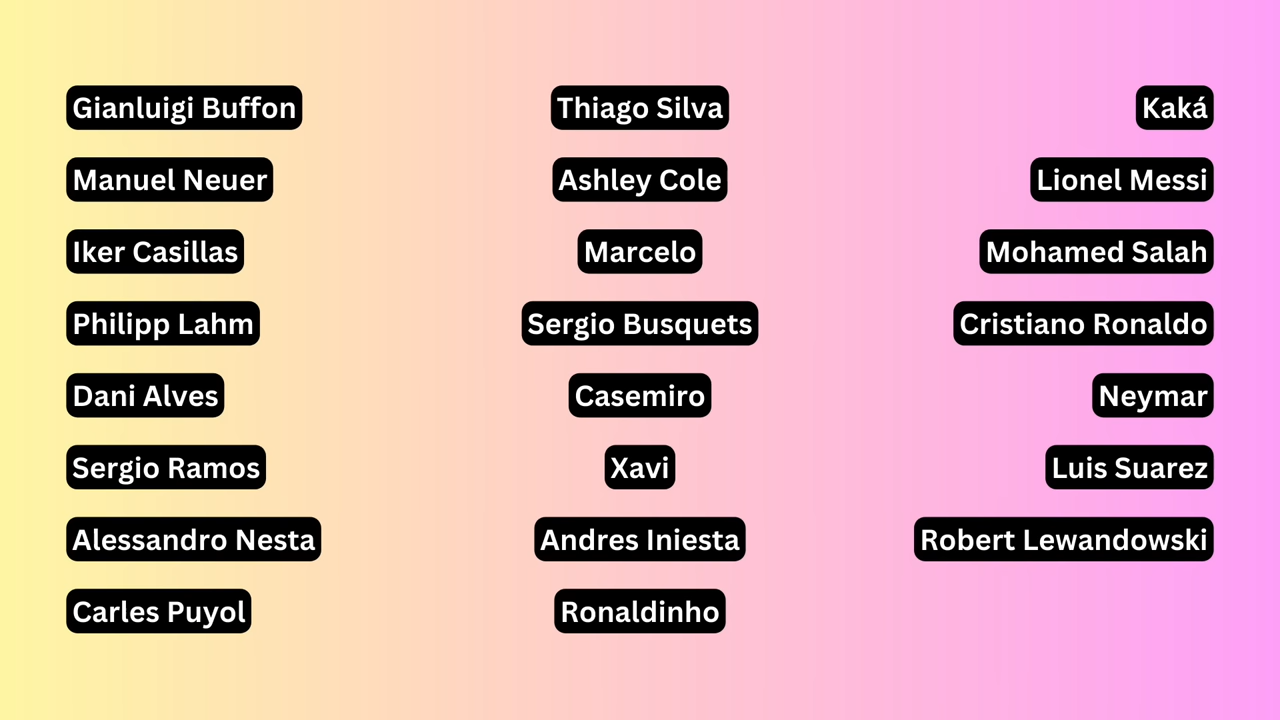 Gianluigi Buffon
Manuel Neuer
Iker Casillas
Philipp Lahm
Dani Alves
Sergio Ramos
Alessandro Nesta
Carles Puyol
Thiago Silva
Ashley Cole
Marcelo
Sergio Busquets
Casemiro
Xavi
Andres Iniesta
Ronaldinho
Kaká
Lionel Messi
Mohamed Salah
Cristiano Ronaldo
Neymar
Luis Suarez
Robert Lewandowski